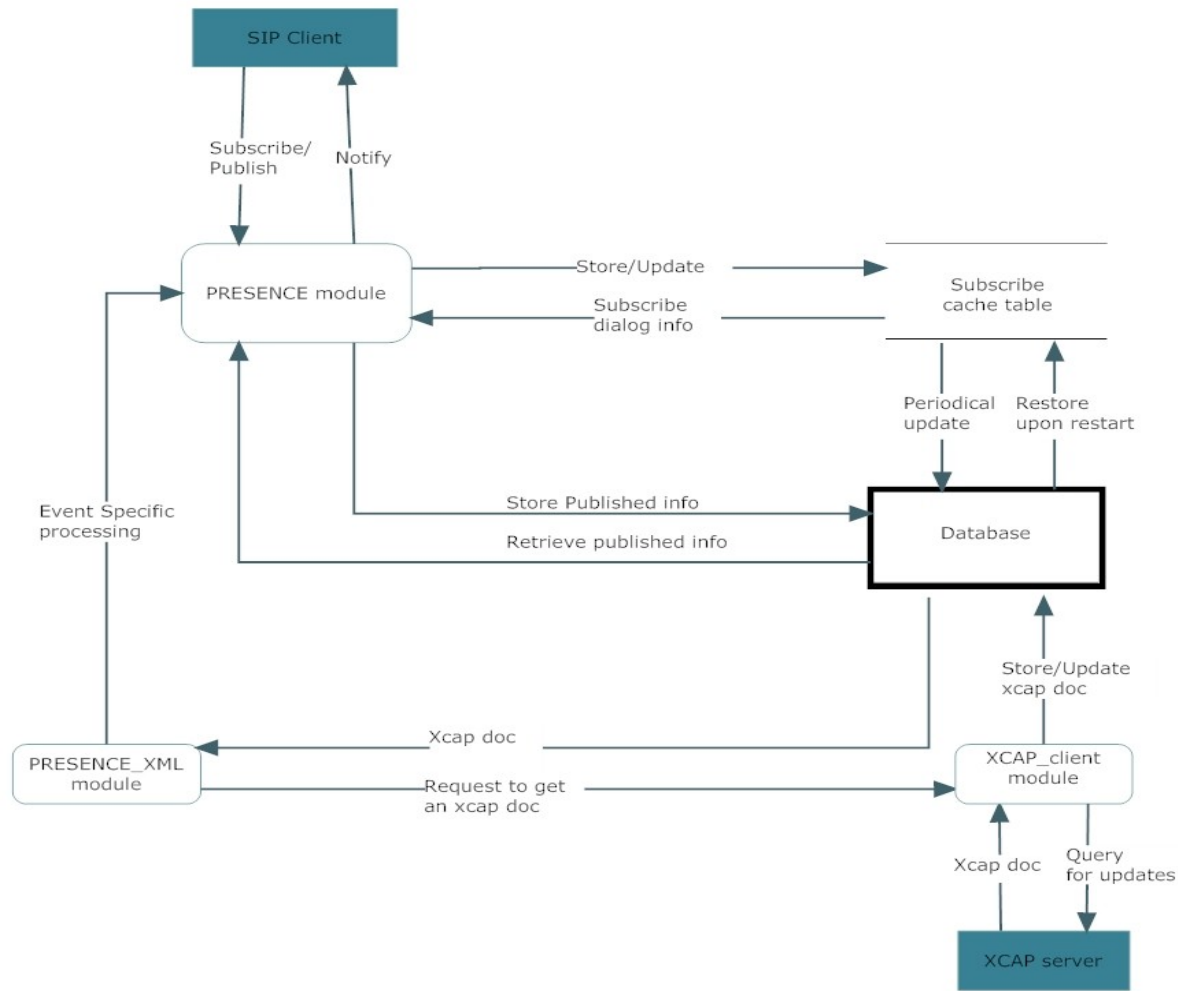 SIP Client
Subscribe/
Publish
Notify
PRESENCE module
Store/Update
Subscribe
dialog info
Subscribe
cache table
Periodical
update
Restore
upon restart
Event Specific
processing
Store Published info
Retrieve published info
Database
Store/Update
xcap doc
Xcap doc
PRESENCE_XML
module
Request to get
an xcap doc
XCAP_client
module
Xcap doc
Query
for updates
XCAP server